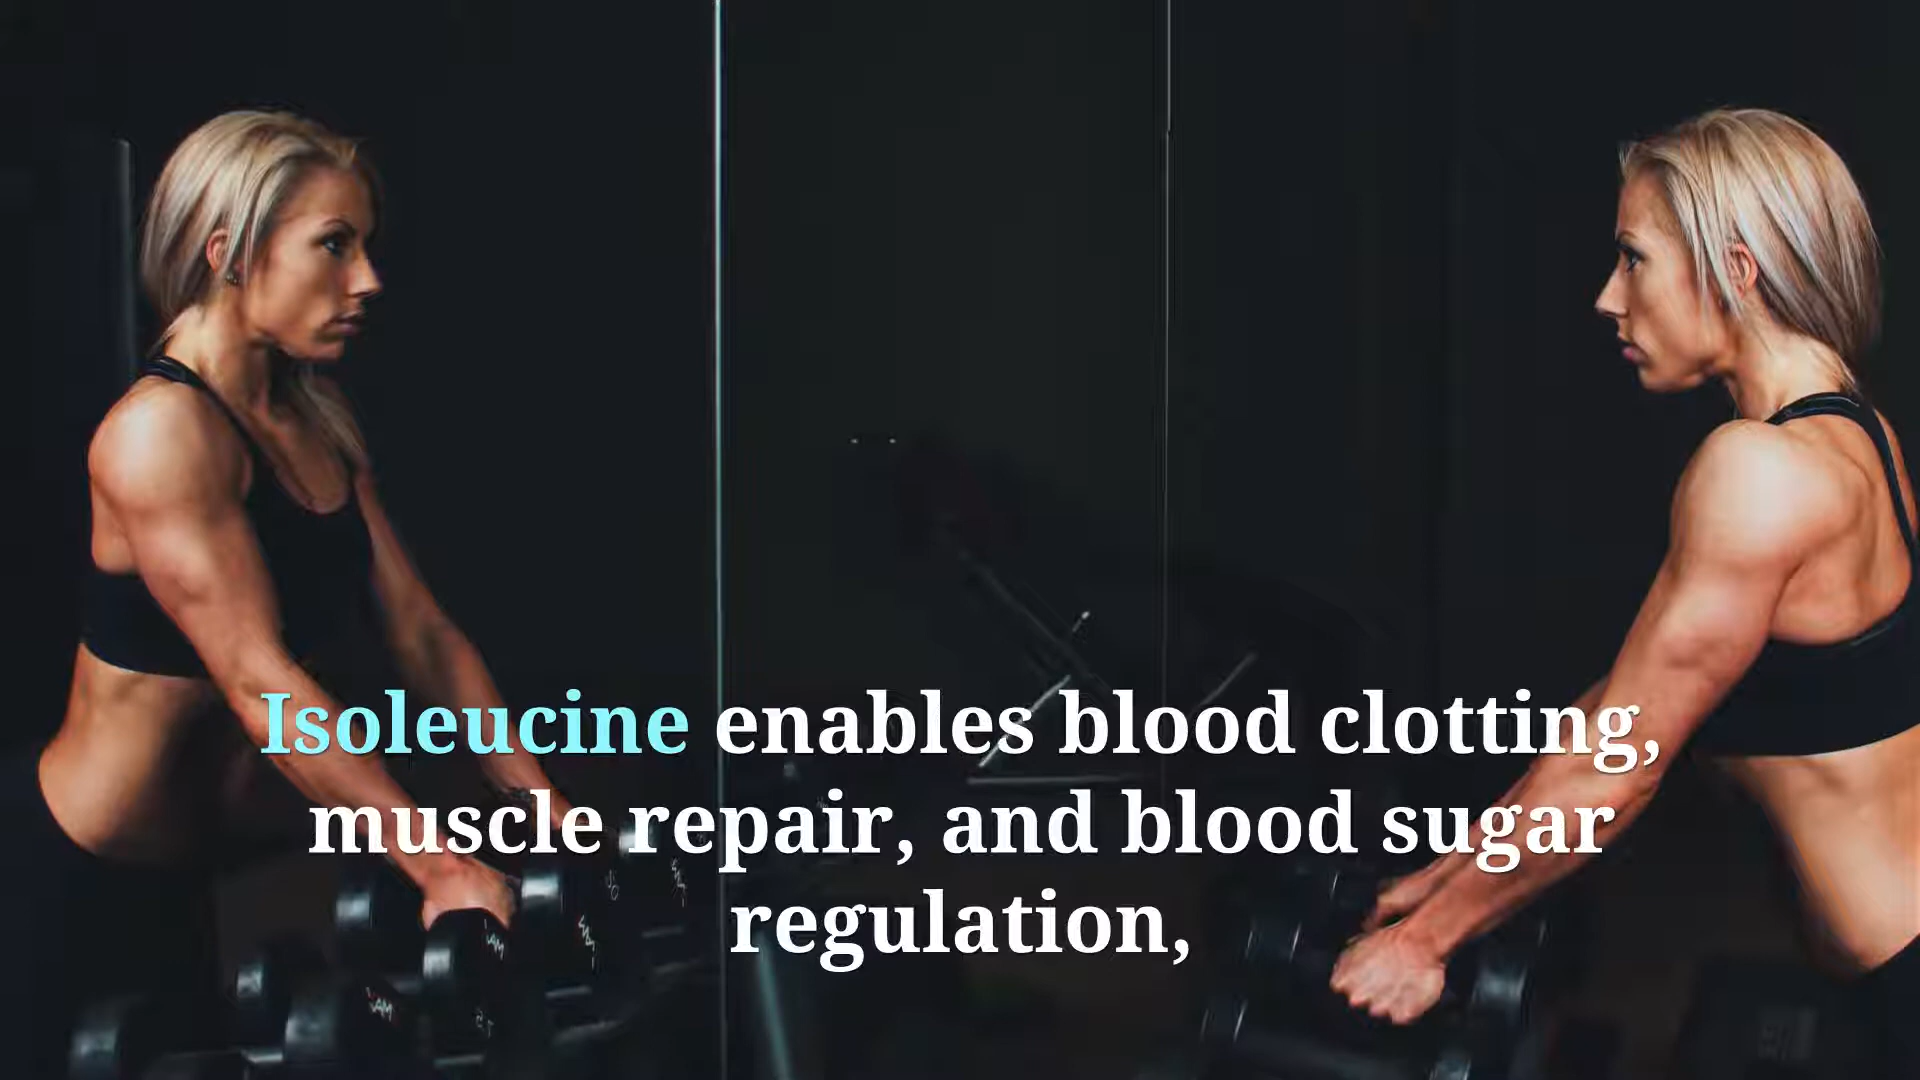 Isoleucine enables blood clotting,
muscle repair, and blood sugar
regulation,